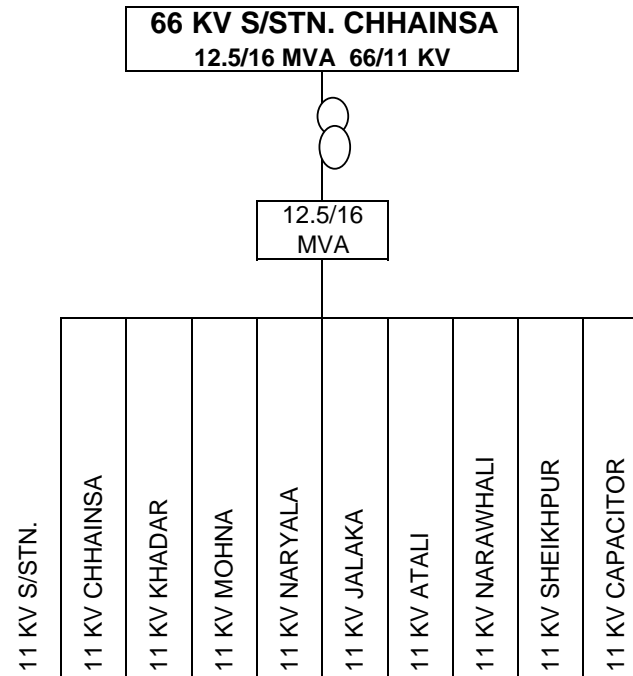 66 KV S/STN. CHHAINSA
12.5/16 MVA 66/11 KV
12.5/16
MVA
11 KV S/STN.
11 KV CHHAINSA
11 KV KHADAR
11 KV MOHNA
11 KV NARYALA
11 KV JALAKA
11 KV ATALI
11 KV NARAWHALI
11 KV SHEIKHPUR
11 KV CAPACITOR